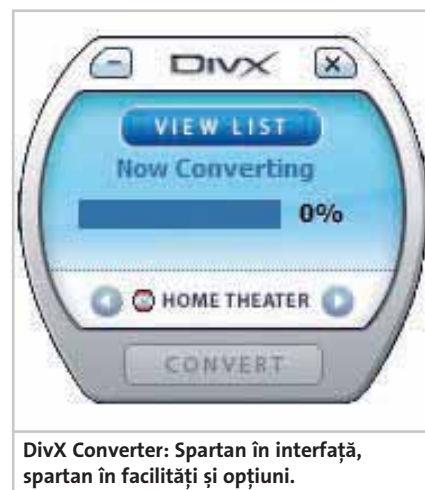 DIVX
VIEW LIST
Now Converting
0%
HOME THEATER
CONVERT
DivX Converter: Spartan în interfață,
spartan în facilități și opțiuni.